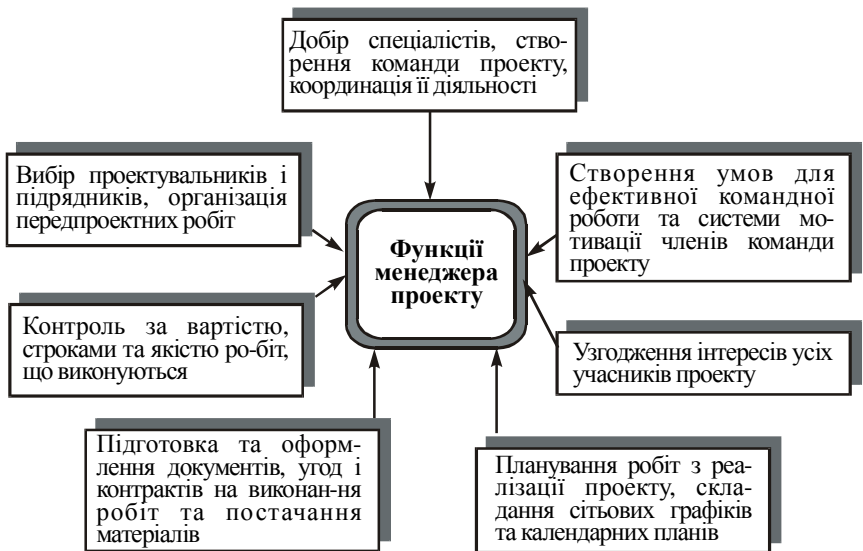 Добір спеціалістів, ство-
рення команди проекту,
координація її діяльності
Вибір проектувальників і
підрядників, організація
передпроектних робіт
Створення умов для
ефективної командної
роботи та системи мо-
тивації членів команди
проекту
Функції
менеджера
проекту
Контроль за вартістю,
строками та якістю ро-біт,
що виконуються
Узгодження інтересів усіх
учасників проекту
Підготовка та оформ-
лення документів, угод і
контрактів на виконан-ня
робіт та постачання
матеріалів
Планування робіт з реа-
лізації проекту, скла-
дання сітьових графіків
та календарних планів